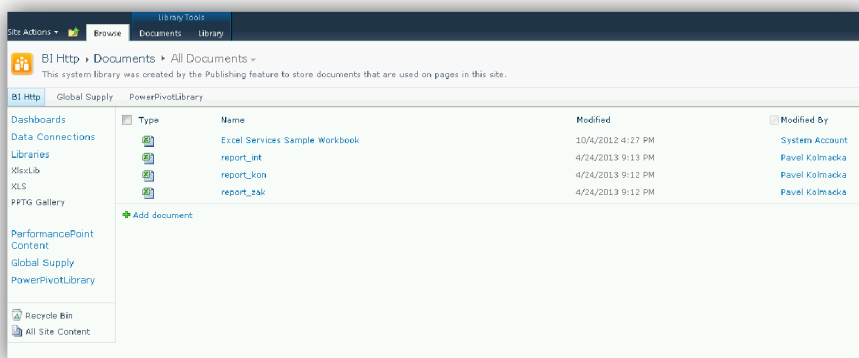 Library Tools
Site Actions Browse Documents Library
BI Http Documents All Documents
This system library was created by the Publishing feature to store documents that are used on pages in this site.
BI Http Global Supply PowerPivotLibrary
Dashboards
Data Connections
Libraries
XlsxLib
XLS
PPTG Gallery
PerformancePoint
Content
Global Supply
PowerPivotLibrary
Recycle Bin
All Site Content
Type Name Modified Modified By
Excel Services Sample Workbook 10/4/2012 4:27 PM System Account
report_int 4/24/2013 9:13 PM Pavel Kolmacka
report_kon 4/24/2013 9:12 PM Pavel Kolmacka
report_zak 4/24/2013 9:12 PM Pavel Kolmacka
Add document